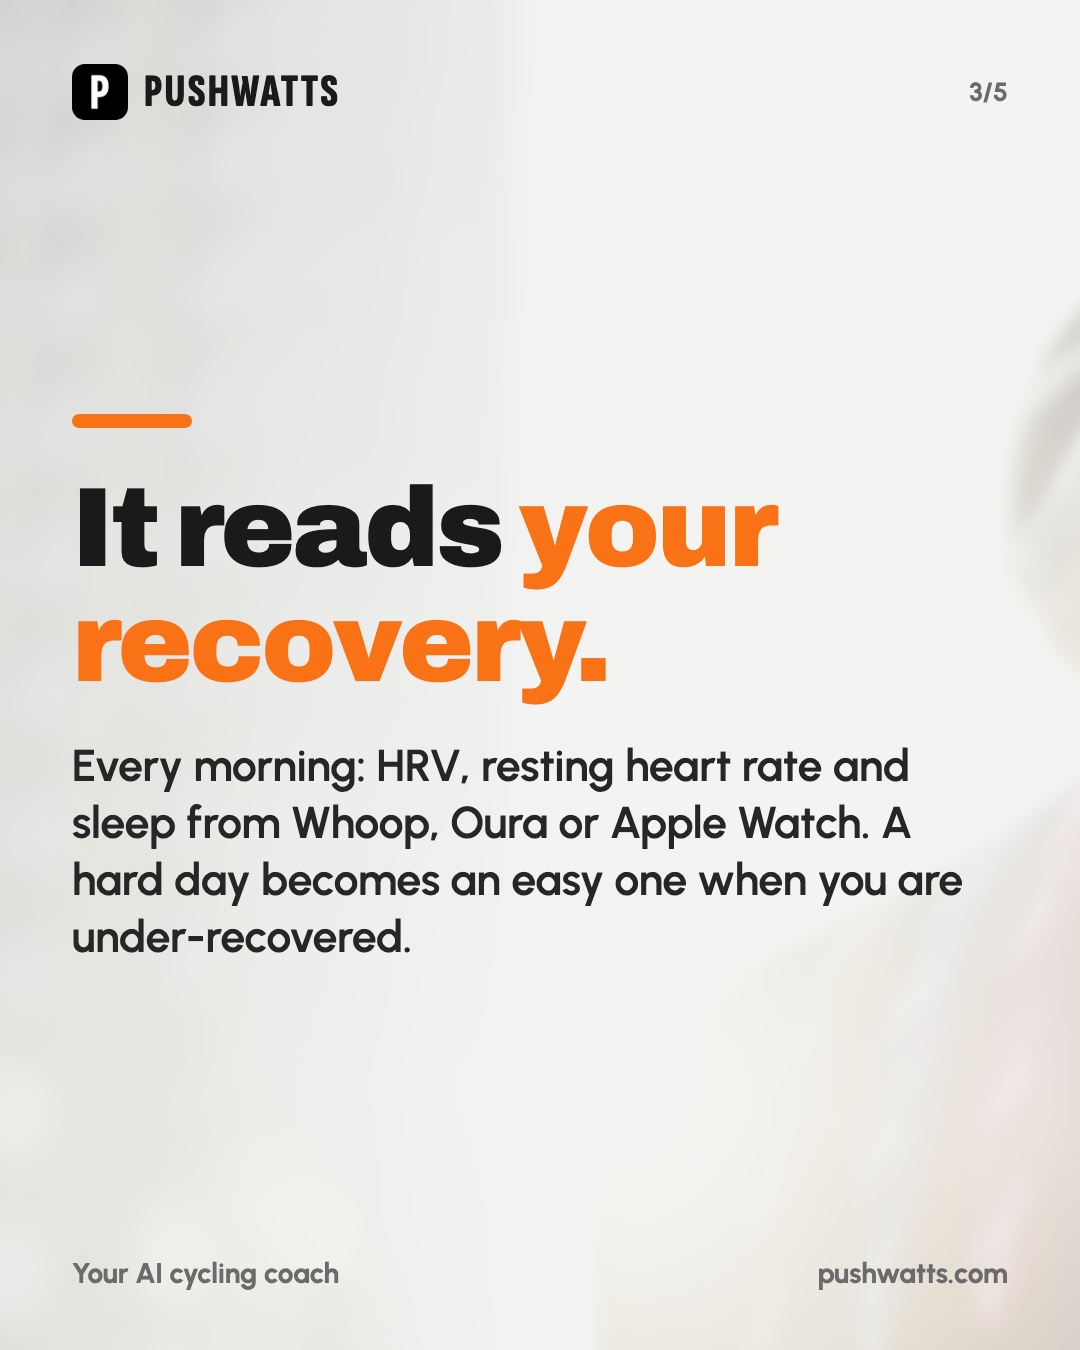 P PUSHWATTS
3/5
It reads your
recovery.
Every morning: HRV, resting heart rate and
sleep from Whoop, Oura or Apple Watch. A
hard day becomes an easy one when you are
under-recovered.
Your AI cycling coach
pushwatts.com